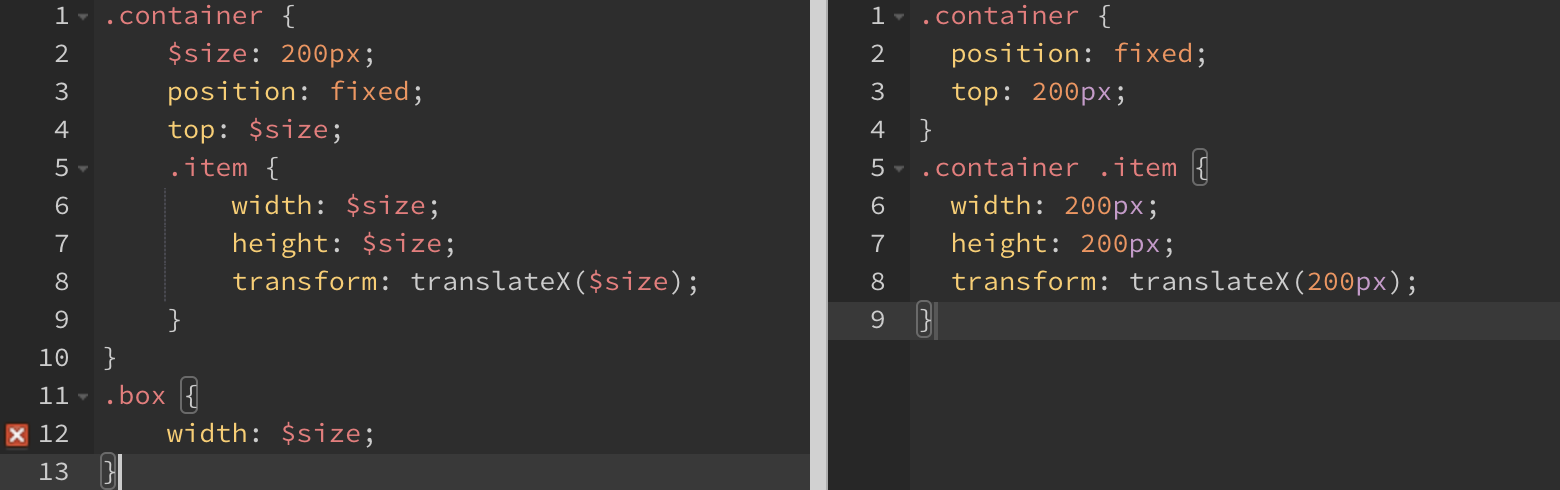 1 .container {
2 $size: 200px;
3 position: fixed;
4 top: $size;
5 .item {
6 width: $size;
7 height: $size;
8 transform: translateX($size);
9 }
10 }
11 .box {
12 width: $size;
13 }
1 .container {
2 position: fixed;
3 top: 200px;
4 }
5 .container .item {
6 width: 200px;
7 height: 200px;
8 transform: translateX(200px);
9 }